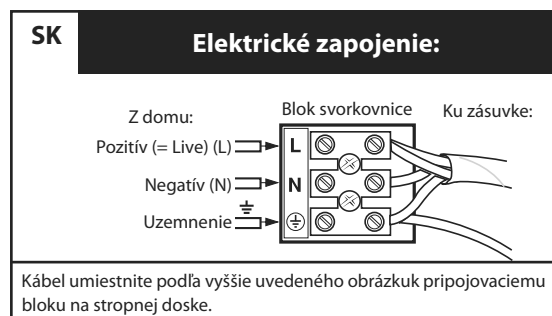 SK
Elektrické zapojenie:
Z domu:
Blok svorkovnice
Ku zásuvke:
Pozitív (= Live) (L)
L
Negatív (N)
N
Uzemnenie
Kábel umiestnite podľa vyššie uvedeného obrázkuk pripojovaciemu
bloku na stropnej doske.